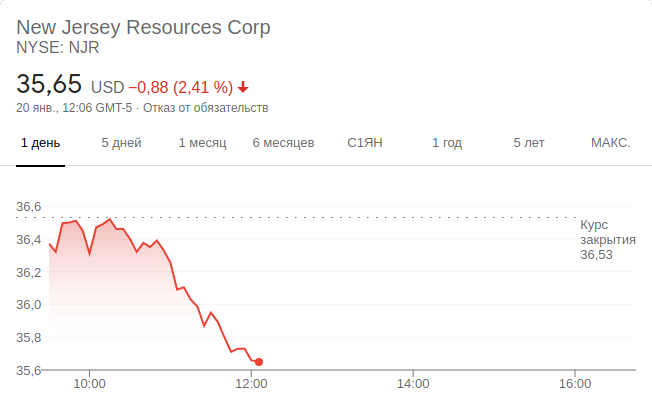 New Jersey Resources Corp
NYSE: NJR
35,65 USD −0,88 (2,41 %)
20 янв., 12:06 GMT-5 · Отказ от обязательств
1 день 5 дней 1 месяц 6 месяцев С1ЯН 1 год 5 лет МАКС.
36,6
Курс
закрытия
36,53
36,4
36,2
36,0
35,8
35,6
10:00 12:00 14:00 16:00